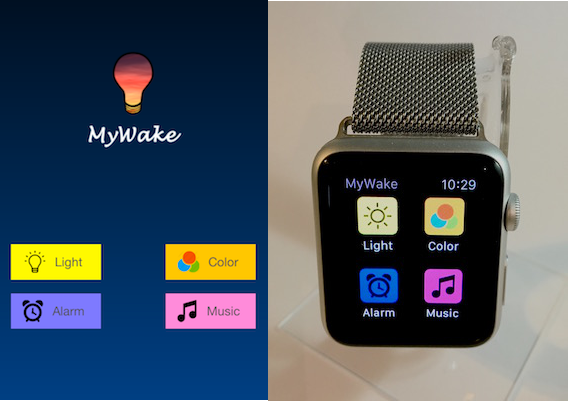 MyWake
Light
Color
Alarm
Music
MyWake 10:29
Light Color
Alarm Music